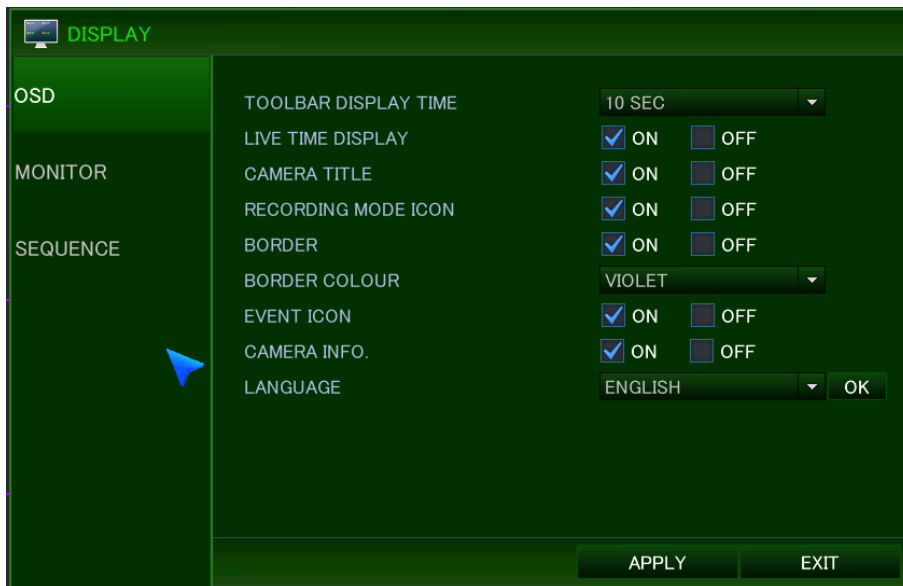 DISPLAY
OSD
MONITOR
SEQUENCE
TOOLBAR DISPLAY TIME 10 SEC
LIVE TIME DISPLAY ON OFF
CAMERA TITLE ON OFF
RECORDING MODE ICON ON OFF
BORDER ON OFF
BORDER COLOUR VIOLET
EVENT ICON ON OFF
CAMERA INFO. ON OFF
LANGUAGE ENGLISH OK
APPLY EXIT